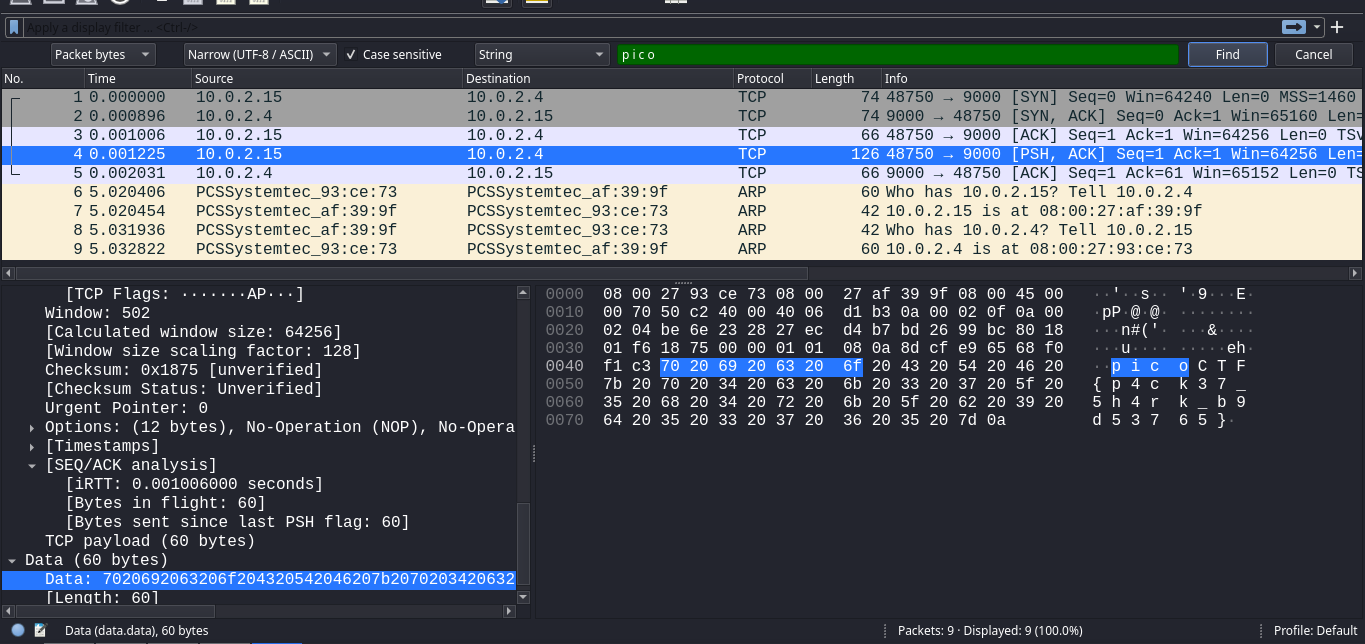 Apply a display filter ... <Ctrl-/>
Packet bytes Narrow (UTF-8 / ASCII) Case sensitive String p i c o Find Cancel
No. Time Source Destination Protocol Length Info
1 0.000000 10.0.2.15 10.0.2.4 TCP 74 48750 → 9000 [SYN] Seq=0 Win=64240 Len=0 MSS=1460
2 0.000896 10.0.2.4 10.0.2.15 TCP 74 9000 → 48750 [SYN, ACK] Seq=0 Ack=1 Win=65160 Len=
3 0.001006 10.0.2.15 10.0.2.4 TCP 66 48750 → 9000 [ACK] Seq=1 Ack=1 Win=64256 Len=0 TSv
4 0.001225 10.0.2.15 10.0.2.4 TCP 126 48750 → 9000 [PSH, ACK] Seq=1 Ack=1 Win=64256 Len=
5 0.002031 10.0.2.4 10.0.2.15 TCP 66 9000 → 48750 [ACK] Seq=1 Ack=61 Win=65152 Len=0 TS
6 5.020406 PCSSystemtec_93:ce:73 PCSSystemtec_af:39:9f ARP 60 Who has 10.0.2.15? Tell 10.0.2.4
7 5.020454 PCSSystemtec_af:39:9f PCSSystemtec_93:ce:73 ARP 42 10.0.2.15 is at 08:00:27:af:39:9f
8 5.031936 PCSSystemtec_af:39:9f PCSSystemtec_93:ce:73 ARP 42 Who has 10.0.2.4? Tell 10.0.2.15
9 5.032822 PCSSystemtec_93:ce:73 PCSSystemtec_af:39:9f ARP 60 10.0.2.4 is at 08:00:27:93:ce:73
[TCP Flags: ·······AP···]
Window: 502
[Calculated window size: 64256]
[Window size scaling factor: 128]
Checksum: 0x1875 [unverified]
[Checksum Status: Unverified]
Urgent Pointer: 0
Options: (12 bytes), No-Operation (NOP), No-Opera
[Timestamps]
[SEQ/ACK analysis]
[iRTT: 0.001006000 seconds]
[Bytes in flight: 60]
[Bytes sent since last PSH flag: 60]
TCP payload (60 bytes)
Data (60 bytes)
Data: 7020692063206f204320542046207b2070203420632
[Length: 60]
0000 08 00 27 93 ce 73 08 00 27 af 39 9f 08 00 45 00 ··'··s·· '·9···E·
0010 00 70 50 c2 40 00 40 06 d1 b3 0a 00 02 0f 0a 00 ·pP·@·@· ········
0020 02 04 be 6e 23 28 27 ec d4 b7 bd 26 99 bc 80 18 ···n#('· ···&····
0030 01 f6 18 75 00 00 01 01 08 0a 8d cf e9 65 68 f0 ···u···· ·····eh·
0040 f1 c3 70 20 69 20 63 20 6f 20 43 20 54 20 46 20 ··p i c o C T F
0050 7b 20 70 20 34 20 63 20 6b 20 33 20 37 20 5f 20 { p 4 c k 3 7 _
0060 35 20 68 20 34 20 72 20 6b 20 5f 20 62 20 39 20 5 h 4 r k _ b 9
0070 64 20 35 20 33 20 37 20 36 20 35 20 7d 0a d 5 3 7 6 5 }·
Data (data.data), 60 bytes Packets: 9 · Displayed: 9 (100.0%) Profile: Default